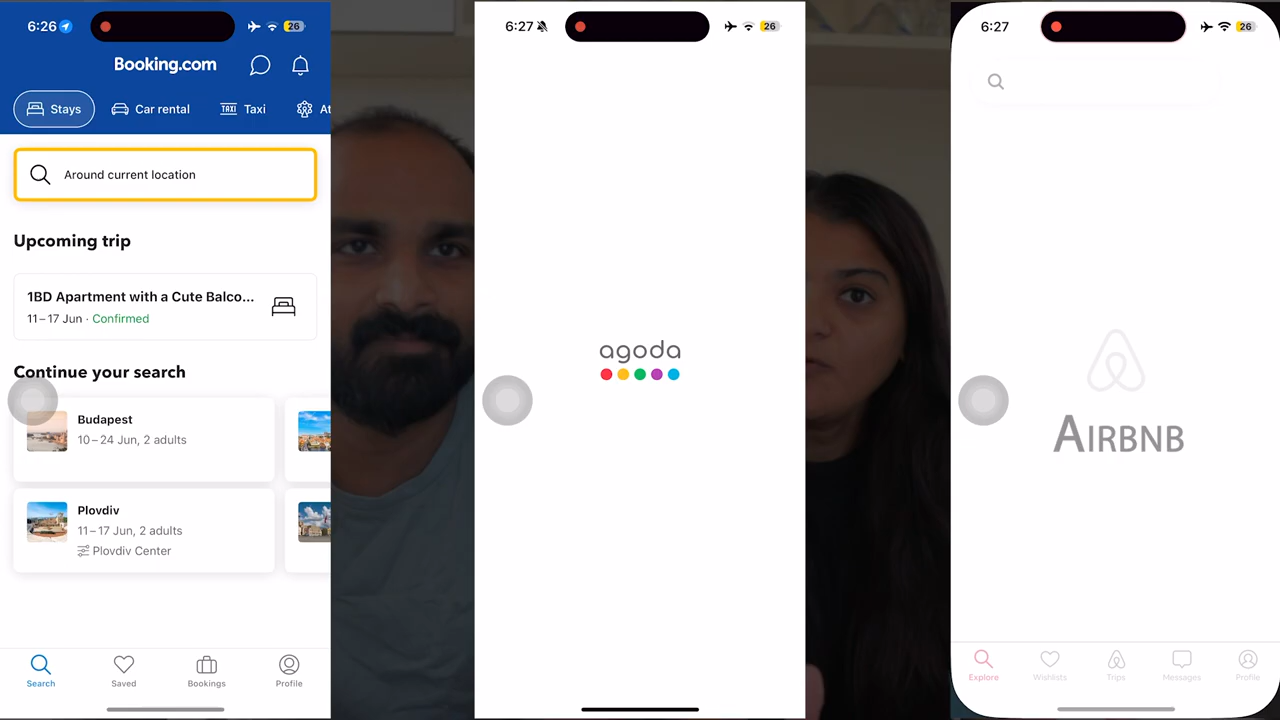 6:26
26
Booking.com
Stays
Car rental
TAXI
Taxi
At
Around current location
Upcoming trip
1BD Apartment with a Cute Balco...
11–17 Jun · Confirmed
Continue your search
Budapest
10–24 Jun, 2 adults
Plovdiv
11–17 Jun, 2 adults
Plovdiv Center
Search
Saved
Bookings
Profile
6:27
26
agoda
6:27
26
AIRBNB
Explore
Wishlists
Trips
Messages
Profile